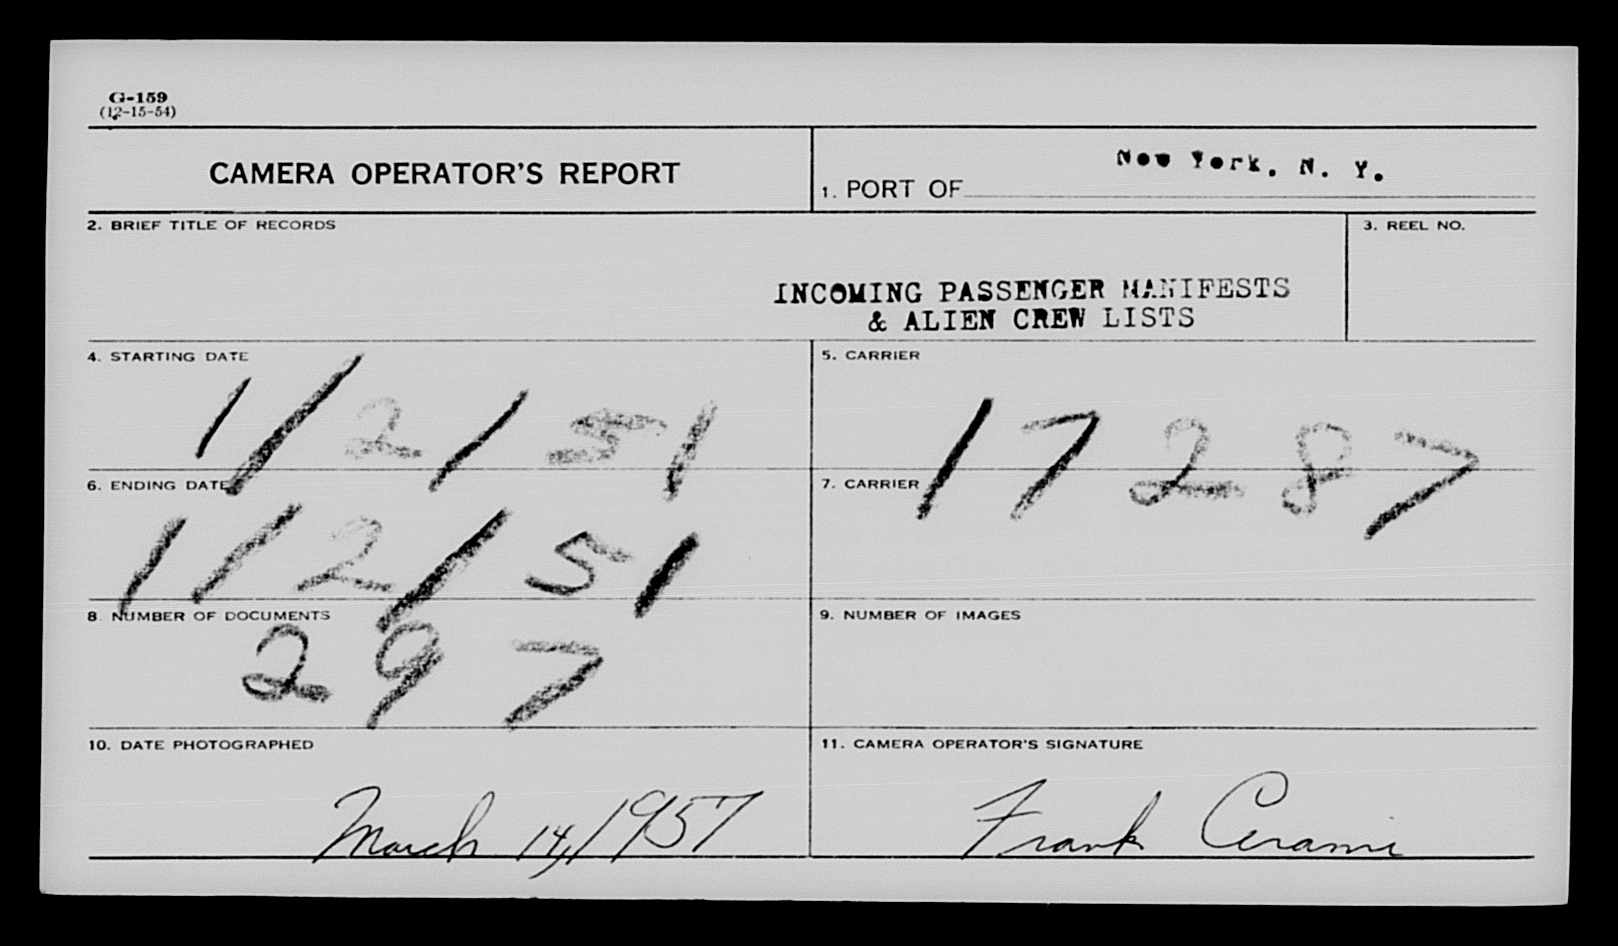 G-159
(12-15-54)
CAMERA OPERATOR'S REPORT
1. PORT OF New York, N. Y.
2. BRIEF TITLE OF RECORDS
3. REEL NO.
INCOMING PASSENGER MANIFESTS
& ALIEN CREW LISTS
4. STARTING DATE
1/2/51
5. CARRIER
17287
6. ENDING DATE
1/2/51
7. CARRIER
8. NUMBER OF DOCUMENTS
297
9. NUMBER OF IMAGES
10. DATE PHOTOGRAPHED
March 14, 1957
11. CAMERA OPERATOR'S SIGNATURE
Frank Cerami